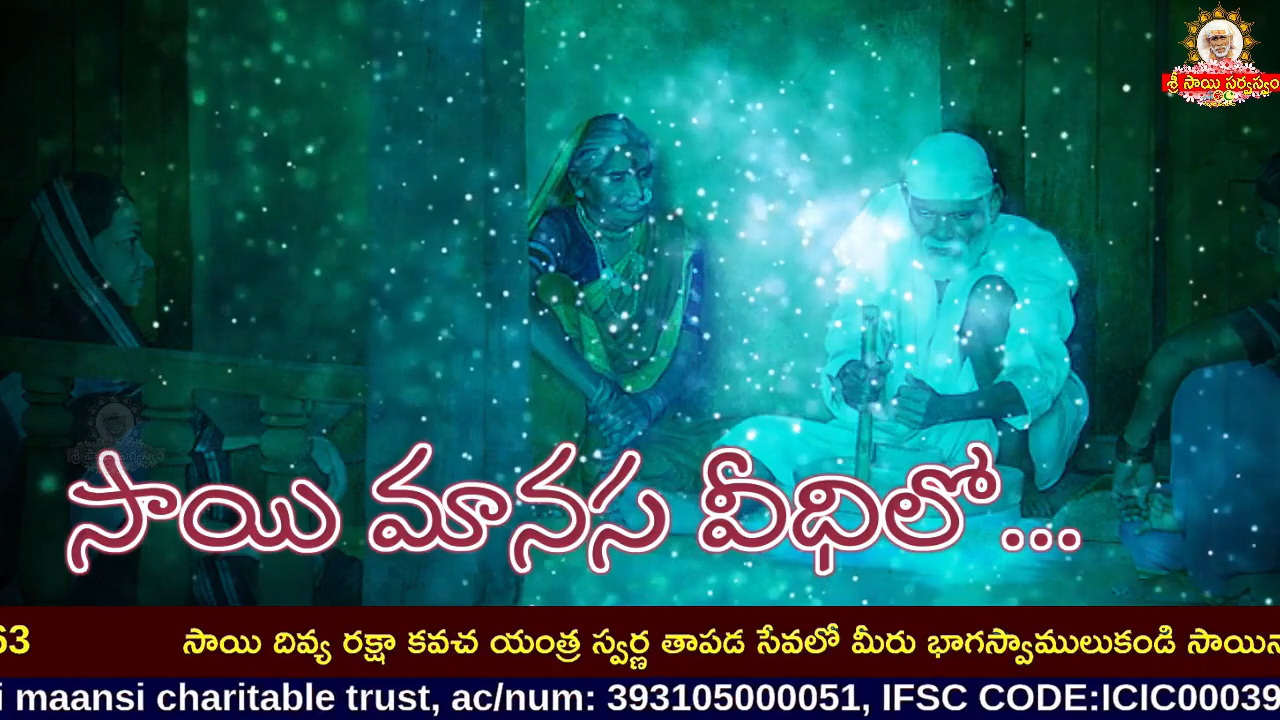 శ్రీ సాయి సర్వస్వం
సాయి మానస వీధిలో...
63 సాయి దివ్య రక్షా కవచ యంత్ర స్వర్ణ తాపడ సేవలో మీరు భాగస్వాములుకండి
i maansi charitable trust, ac/num: 393105000051, IFSC CODE:ICIC00039